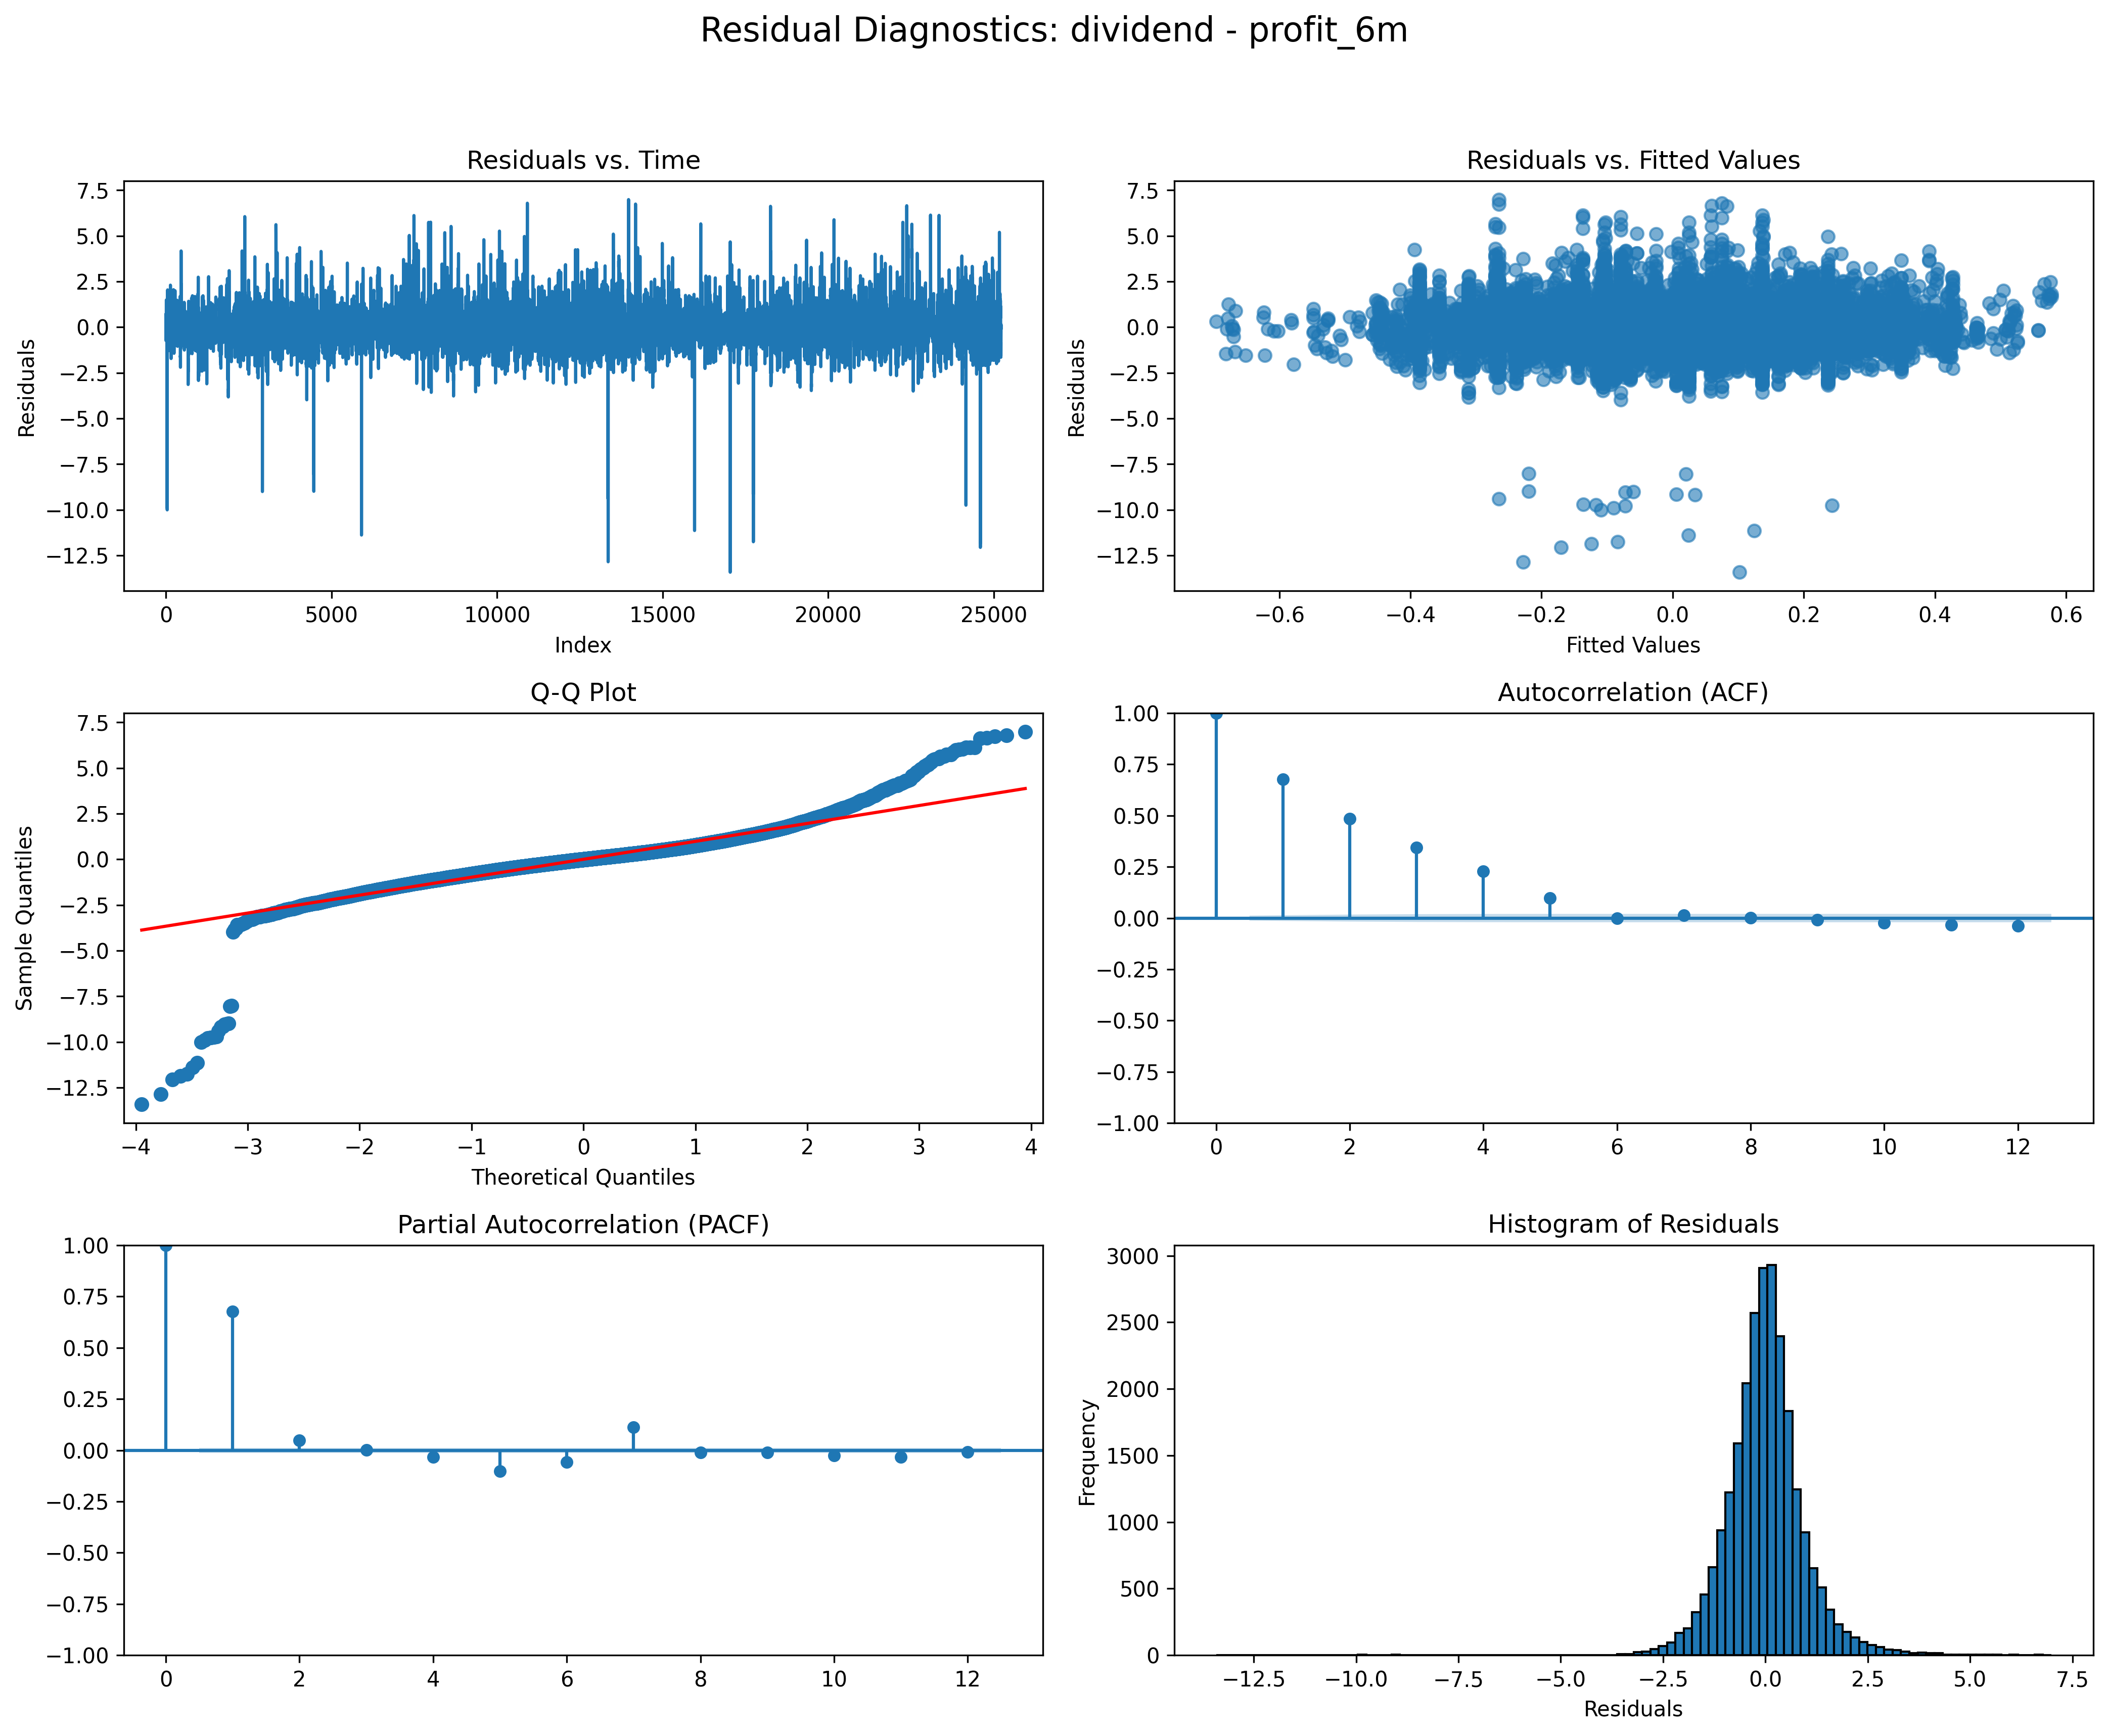 Residual Diagnostics: dividend - profit_6m
Residuals vs. Time
7.5
5.0
2.5
0.0
−2.5
−5.0
−7.5
−10.0
−12.5
Residuals
0 5000 10000 15000 20000 25000
Index
Residuals vs. Fitted Values
7.5
5.0
2.5
0.0
−2.5
−5.0
−7.5
−10.0
−12.5
Residuals
−0.6 −0.4 −0.2 0.0 0.2 0.4 0.6
Fitted Values
Q-Q Plot
7.5
5.0
2.5
0.0
−2.5
−5.0
−7.5
−10.0
−12.5
Sample Quantiles
−4 −3 −2 −1 0 1 2 3 4
Theoretical Quantiles
Autocorrelation (ACF)
1.00
0.75
0.50
0.25
0.00
−0.25
−0.50
−0.75
−1.00
0 2 4 6 8 10 12
Partial Autocorrelation (PACF)
1.00
0.75
0.50
0.25
0.00
−0.25
−0.50
−0.75
−1.00
0 2 4 6 8 10 12
Histogram of Residuals
3000
2500
2000
1500
1000
500
0
Frequency
−12.5 −10.0 −7.5 −5.0 −2.5 0.0 2.5 5.0 7.5
Residuals